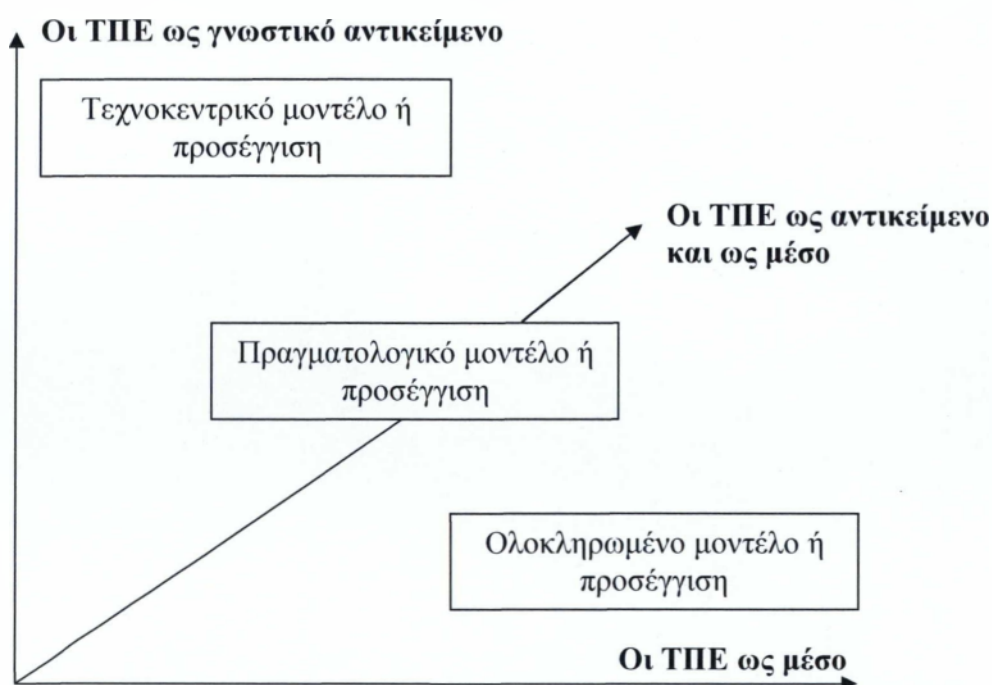 Οι ΤΠΕ ως γνωστικό αντικείμενο
Τεχνοκεντρικό μοντέλο ή
προσέγγιση
Οι ΤΠΕ ως αντικείμενο
και ως μέσο
Πραγματολογικό μοντέλο ή
προσέγγιση
Ολοκληρωμένο μοντέλο ή
προσέγγιση
Οι ΤΠΕ ως μέσο